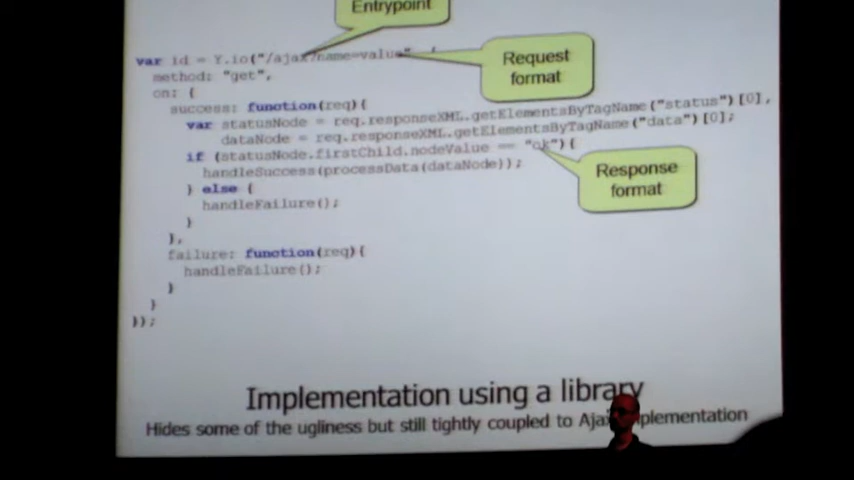 Entrypoint
var id = Y.io("/ajax?name=value", {
Request
format
method: "get",
on: {
success: function(req){
var statusNode = req.responseXML.getElementsByTagName("status")[0],
dataNode = req.responseXML.getElementsByTagName("data")[0];
if (statusNode.firstChild.nodeValue == "ok"){
handleSuccess(processData(dataNode));
Response
format
} else {
handleFailure();
}
},
failure: function(req){
handleFailure();
}
}
});
Implementation using a library
Hides some of the ugliness but still tightly coupled to Ajax implementation